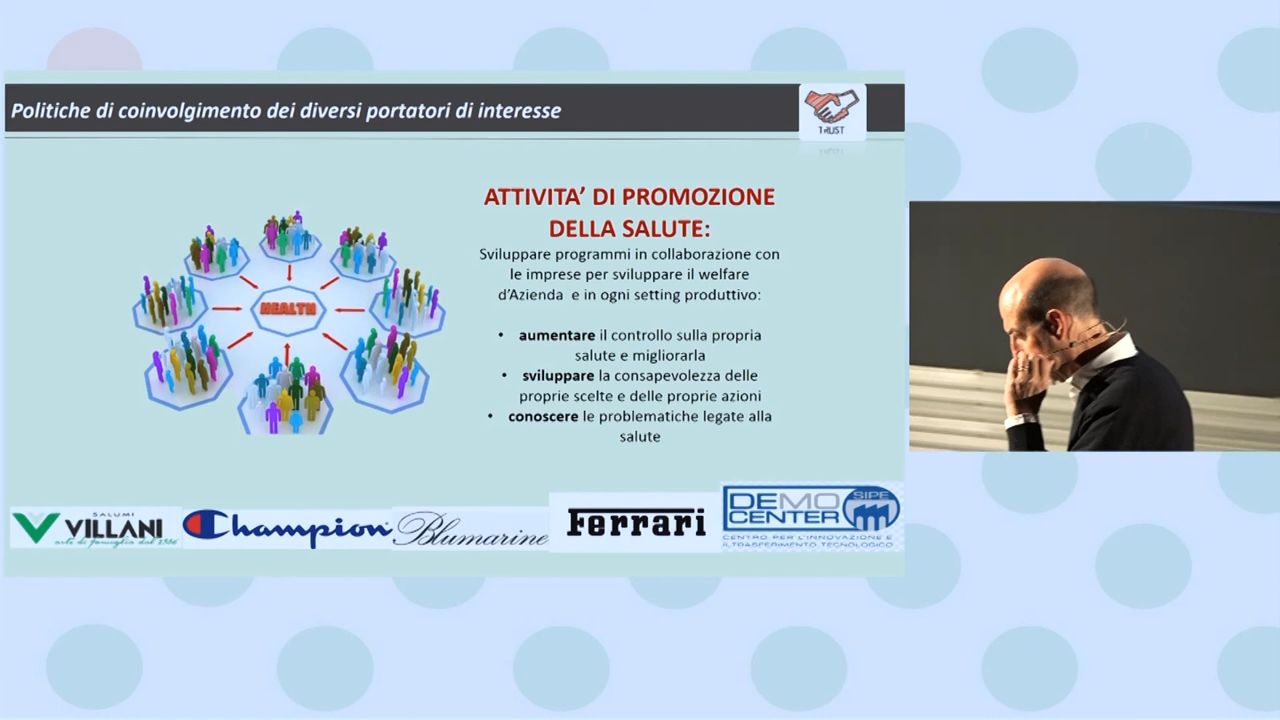 Politiche di coinvolgimento dei diversi portatori di interesse
TRUST
ATTIVITA’ DI PROMOZIONE
DELLA SALUTE:
Sviluppare programmi in collaborazione con
le imprese per sviluppare il welfare
d’Azienda e in ogni setting produttivo:
• aumentare il controllo sulla propria
salute e migliorarla
• sviluppare la consapevolezza delle
proprie scelte e delle proprie azioni
• conoscere le problematiche legate alla
salute
HEALTH
SALUMI
VILLANI
arte di famiglia dal 1886
Champion
Blumarine
Ferrari
DEMO
CENTER
SIPE
CENTRO PER L'INNOVAZIONE E
IL TRASFERIMENTO TECNOLOGICO